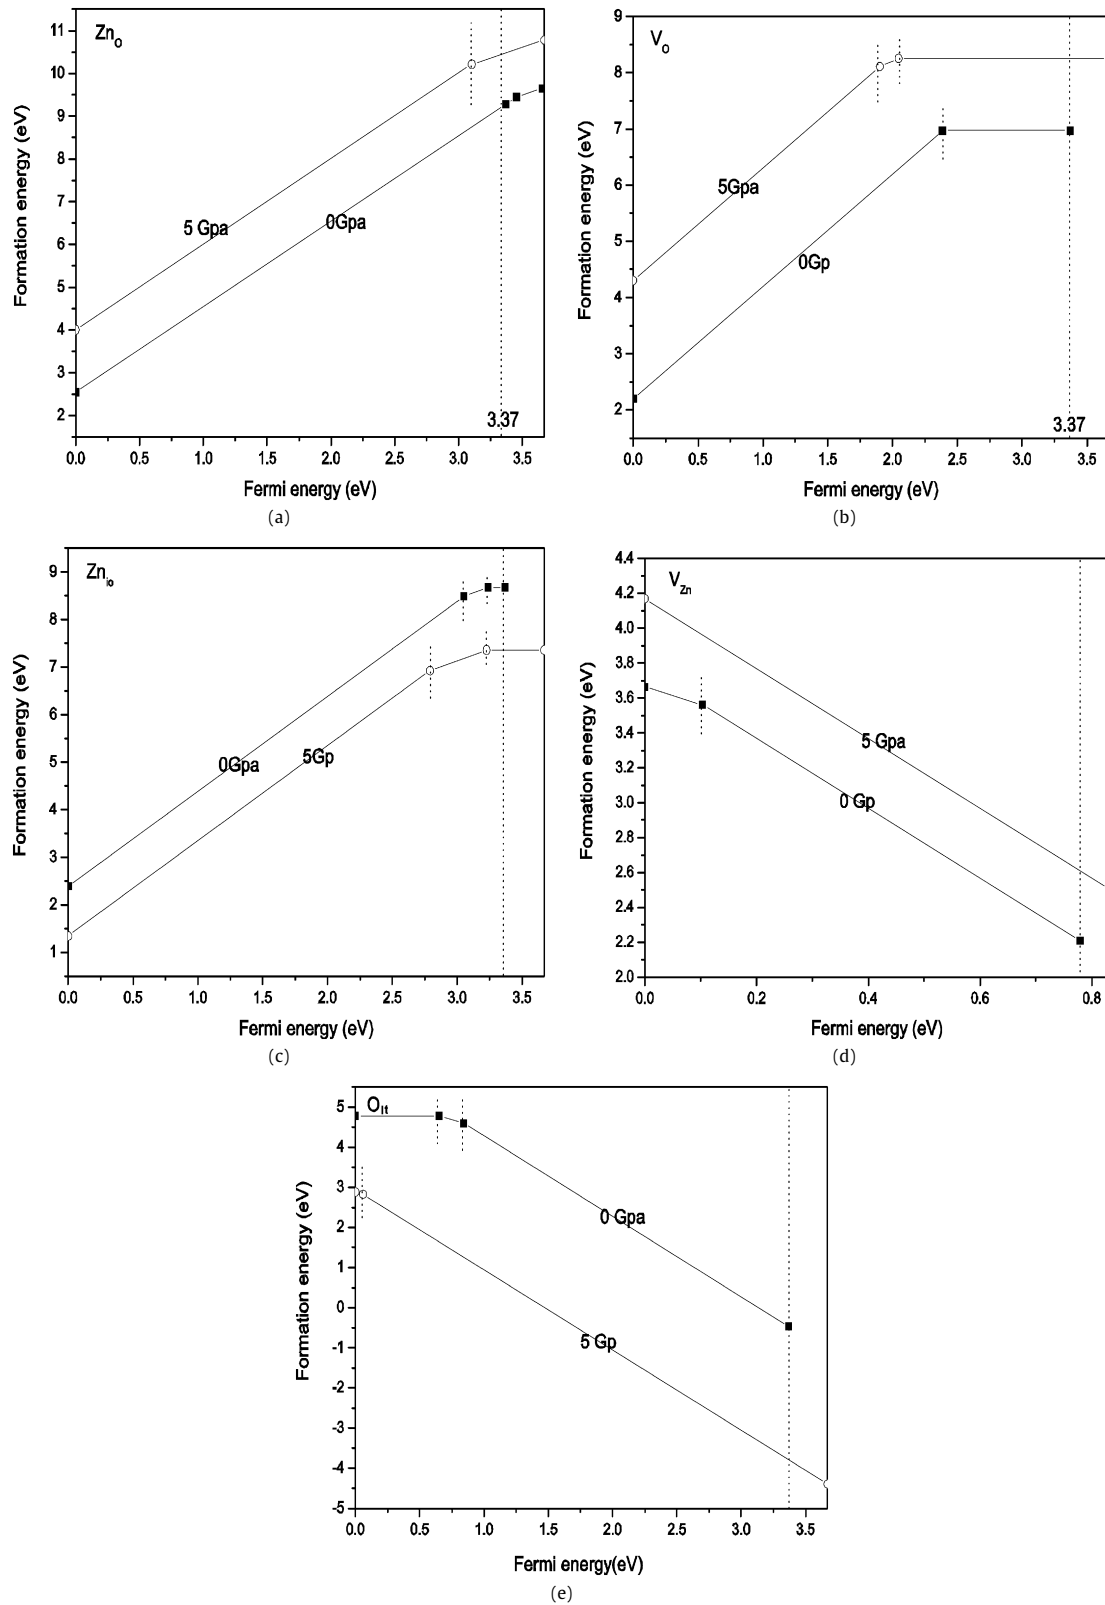 Zn_O
Formation energy (eV)
11
10
9
8
7
6
5
4
3
2
5 Gpa
0Gpa
3.37
0.0 0.5 1.0 1.5 2.0 2.5 3.0 3.5
Fermi energy (eV)
(a)
V_O
Formation energy (eV)
9
8
7
6
5
4
3
2
5Gpa
0Gp
3.37
0.0 0.5 1.0 1.5 2.0 2.5 3.0 3.5
Fermi energy (eV)
(b)
Zn_io
Formation energy (eV)
9
8
7
6
5
4
3
2
1
0Gpa
5Gp
0.0 0.5 1.0 1.5 2.0 2.5 3.0 3.5
Fermi energy (eV)
(c)
V_Zn
Formation energy (eV)
4.4
4.2
4.0
3.8
3.6
3.4
3.2
3.0
2.8
2.6
2.4
2.2
2.0
5 Gpa
0 Gp
0.0 0.2 0.4 0.6 0.8
Fermi energy (eV)
(d)
O_It
Formation energy (eV)
5
4
3
2
1
0
-1
-2
-3
-4
-5
0 Gpa
5 Gp
0.0 0.5 1.0 1.5 2.0 2.5 3.0 3.5
Fermi energy(eV)
(e)